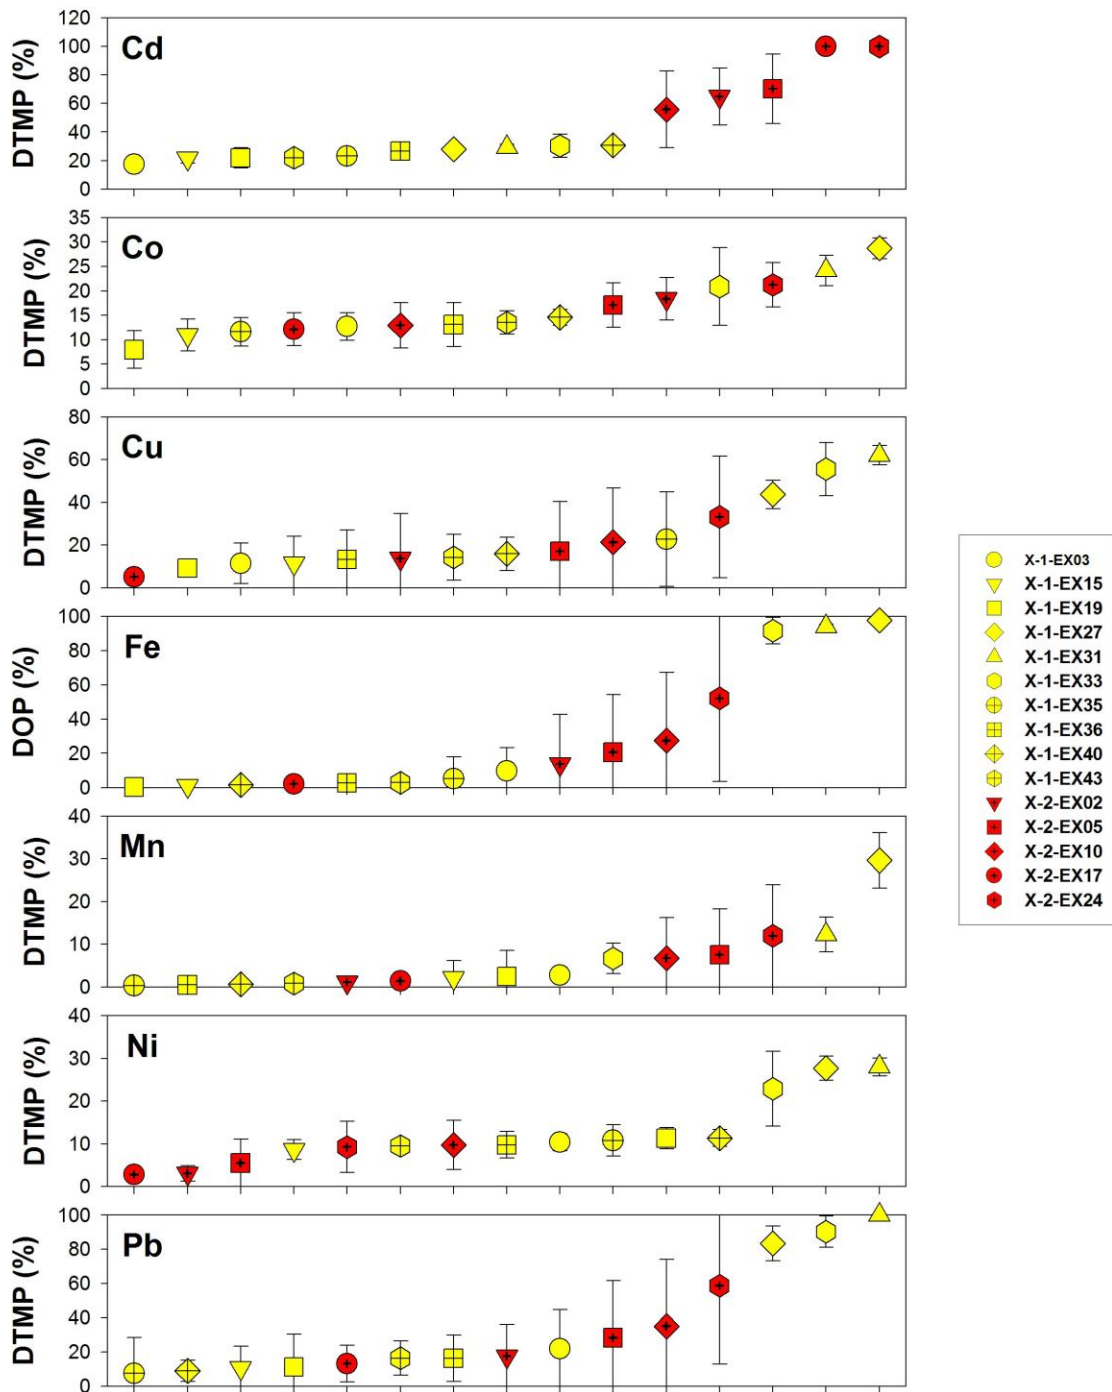 120
100
80
60
40
20
0
DTMP (%)
Cd
35
30
25
20
15
10
5
0
DTMP (%)
Co
80
60
40
20
0
DTMP (%)
Cu
100
80
60
40
20
0
DOP (%)
Fe
40
30
20
10
0
DTMP (%)
Mn
40
30
20
10
0
DTMP (%)
Ni
100
80
60
40
20
0
DTMP (%)
Pb
X-1-EX03
X-1-EX15
X-1-EX19
X-1-EX27
X-1-EX31
X-1-EX33
X-1-EX35
X-1-EX36
X-1-EX40
X-1-EX43
X-2-EX02
X-2-EX05
X-2-EX10
X-2-EX17
X-2-EX24